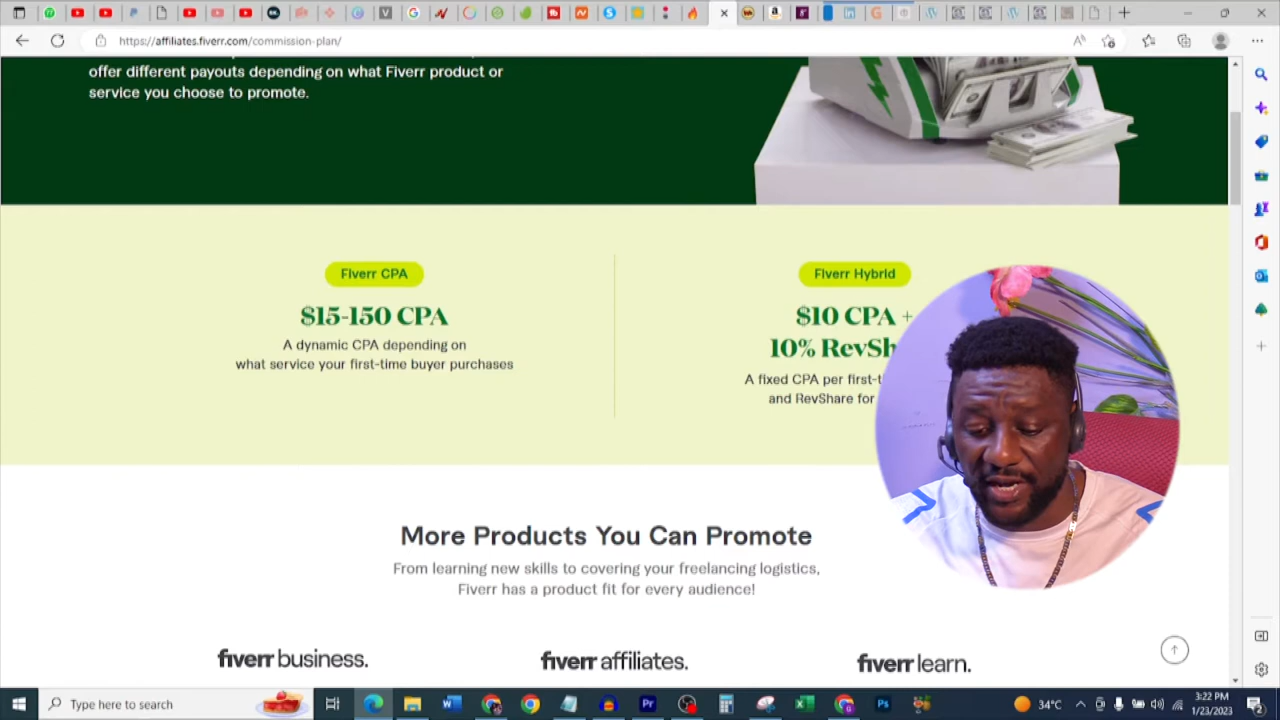 https://affiliates.fiverr.com/commission-plan/
offer different payouts depending on what Fiverr product or
service you choose to promote.
Fiverr CPA
$15-150 CPA
A dynamic CPA depending on
what service your first-time buyer purchases
Fiverr Hybrid
$10 CPA +
10% RevSh
A fixed CPA per first-t
and RevShare for
More Products You Can Promote
From learning new skills to covering your freelancing logistics,
Fiverr has a product fit for every audience!
fiverr business.
fiverr affiliates.
fiverr learn.
Type here to search
34°C
3:22 PM
1/23/2023